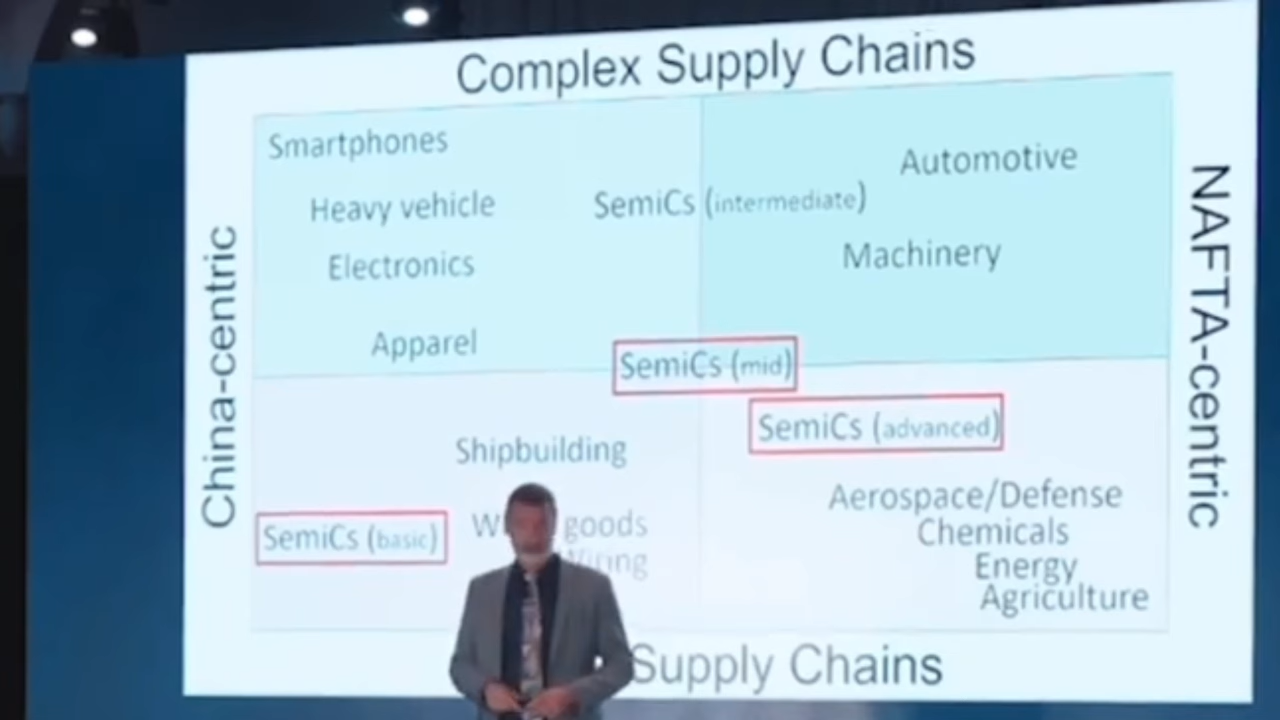 Complex Supply Chains
China-centric
NAFTA-centric
Smartphones
Automotive
Heavy vehicle
SemiCs (intermediate)
Electronics
Machinery
Apparel
SemiCs (mid)
SemiCs (advanced)
Shipbuilding
Aerospace/Defense
SemiCs (basic)
goods
Chemicals
Energy
Agriculture
Supply Chains